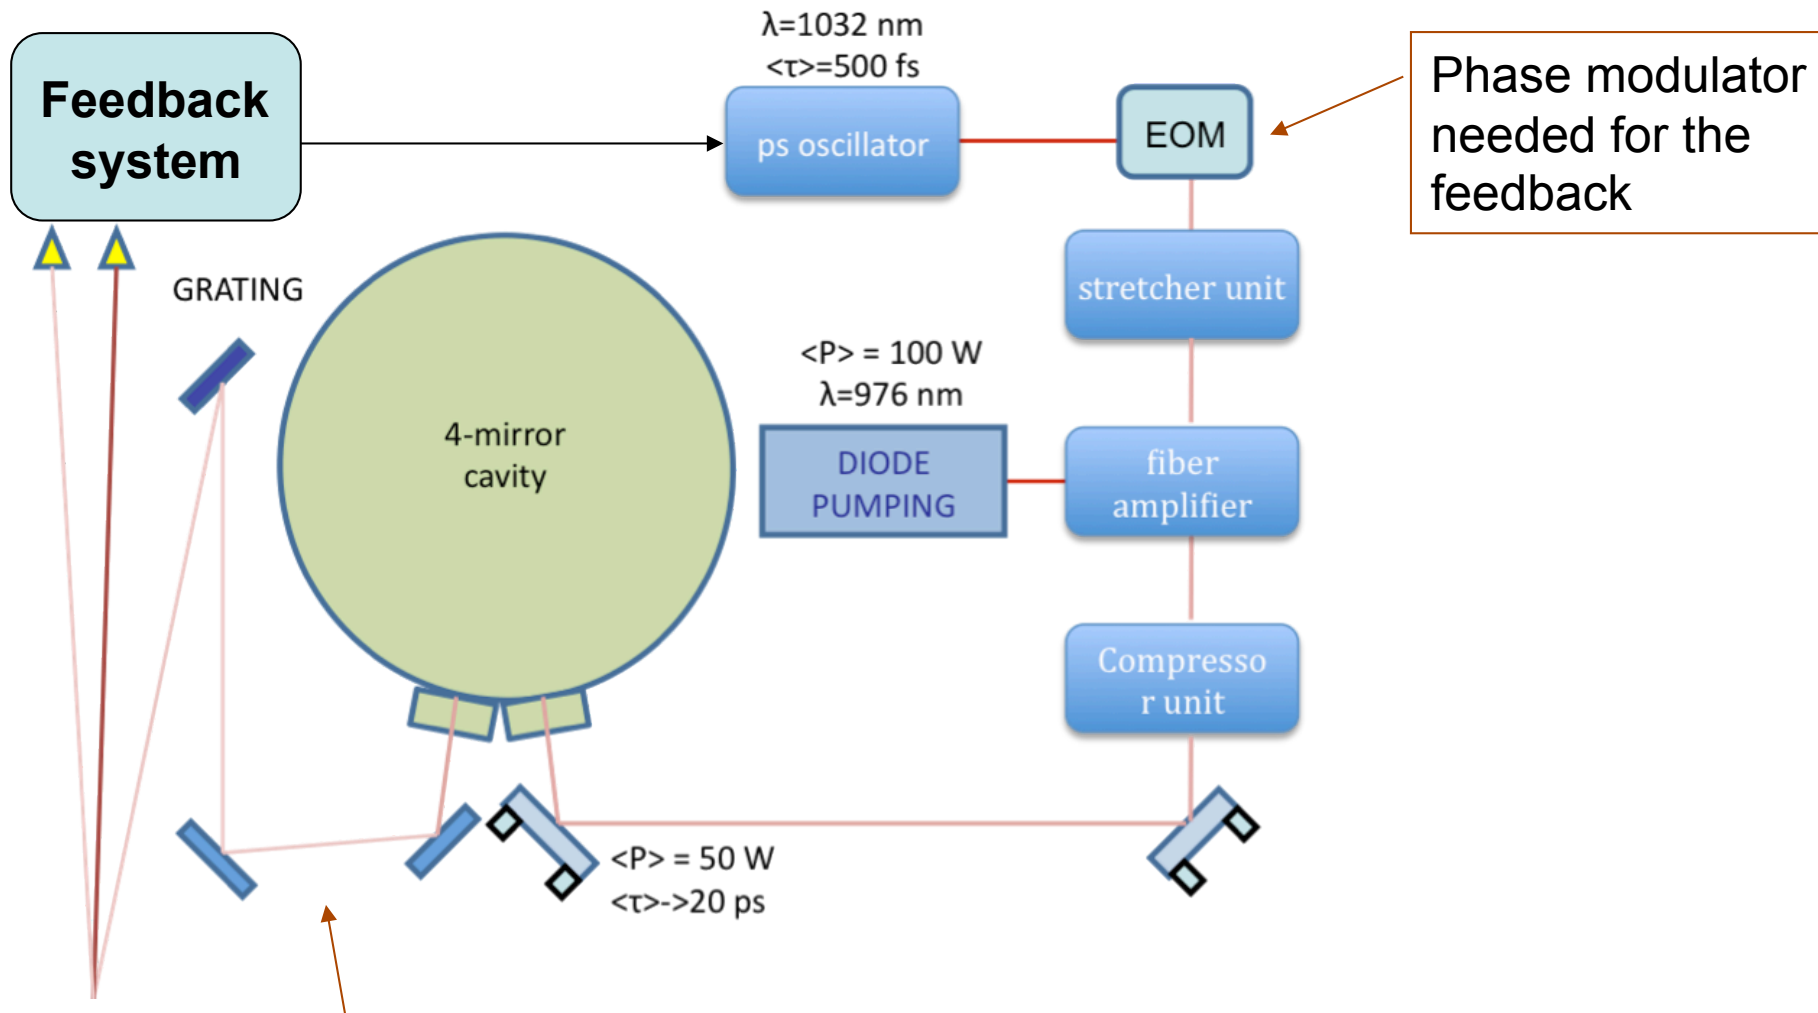 λ=1032 nm
<τ>=500 fs
Feedback
system
ps oscillator
EOM
Phase modulator
needed for the
feedback
GRATING
stretcher unit
<P> = 100 W
λ=976 nm
4-mirror
cavity
DIODE
PUMPING
fiber
amplifier
Compresso
r unit
<P> = 50 W
<τ>->20 ps